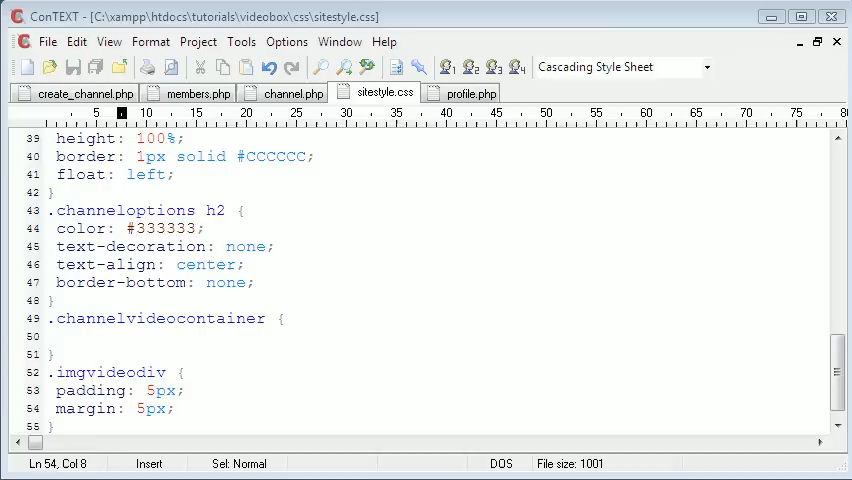 ConTEXT - [C:\xampp\htdocs\tutorials\videobox\css\sitestyle.css]
File Edit View Format Project Tools Options Window Help
1 2 3 4 Cascading Style Sheet
create_channel.php members.php channel.php sitestyle.css profile.php
5 10 15 20 25 30 35 40 45 50 55 60 65 70 75 80
39 height: 100%;
40 border: 1px solid #CCCCCC;
41 float: left;
42 }
43 .channeloptions h2 {
44 color: #333333;
45 text-decoration: none;
46 text-align: center;
47 border-bottom: none;
48 }
49 .channelvideocontainer {
50
51 }
52 .imgvideodiv {
53 padding: 5px;
54 margin: 5px;
55 }
Ln 54, Col 8 Insert Sel: Normal DOS File size: 1001